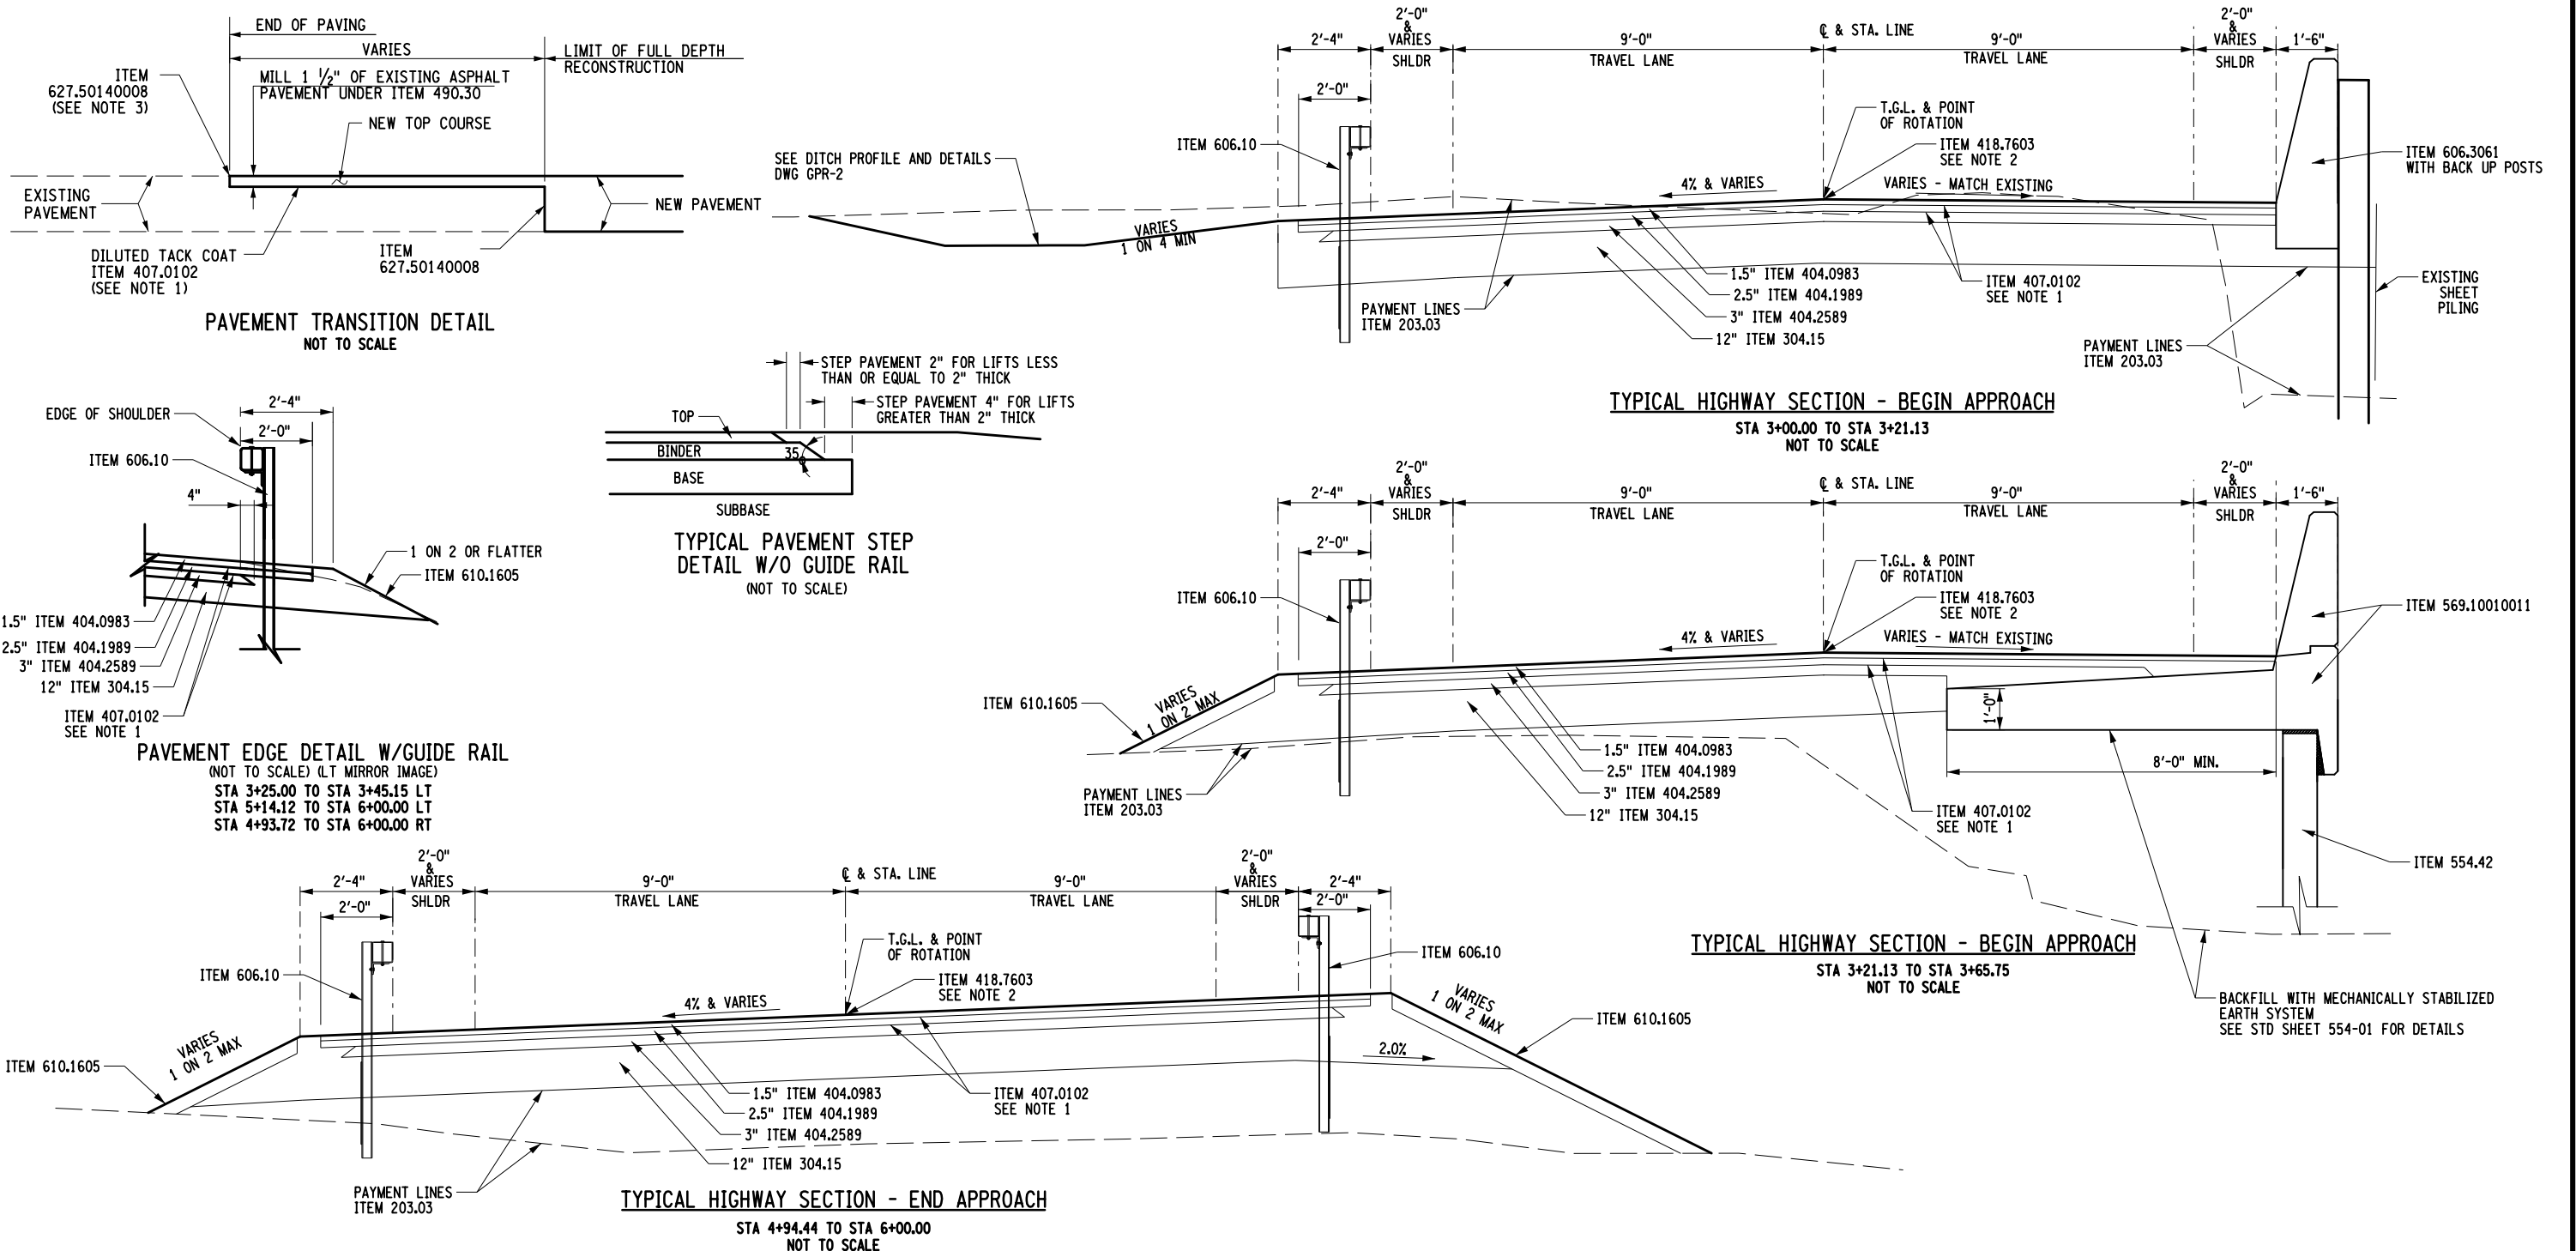 END OF PAVING
VARIES
LIMIT OF FULL DEPTH
RECONSTRUCTION
ITEM
627.50140008
(SEE NOTE 3)
MILL 1 1/2" OF EXISTING ASPHALT
PAVEMENT UNDER ITEM 490.30
NEW TOP COURSE
EXISTING
PAVEMENT
NEW PAVEMENT
DILUTED TACK COAT
ITEM 407.0102
(SEE NOTE 1)
ITEM
627.50140008
PAVEMENT TRANSITION DETAIL
NOT TO SCALE
2'-4"
2'-0"
&
VARIES
SHLDR
9'-0"
TRAVEL LANE
℄ & STA. LINE
9'-0"
TRAVEL LANE
2'-0"
&
VARIES
SHLDR
1'-6"
2'-0"
ITEM 606.10
SEE DITCH PROFILE AND DETAILS
DWG GPR-2
T.G.L. & POINT
OF ROTATION
ITEM 418.7603
SEE NOTE 2
4% & VARIES
VARIES - MATCH EXISTING
ITEM 606.3061
WITH BACK UP POSTS
VARIES
1 ON 4 MIN
1.5" ITEM 404.0983
2.5" ITEM 404.1989
3" ITEM 404.2589
12" ITEM 304.15
PAYMENT LINES
ITEM 203.03
ITEM 407.0102
SEE NOTE 1
EXISTING
SHEET
PILING
PAYMENT LINES
ITEM 203.03
TYPICAL HIGHWAY SECTION - BEGIN APPROACH
STA 3+00.00 TO STA 3+21.13
NOT TO SCALE
EDGE OF SHOULDER
2'-4"
2'-0"
ITEM 606.10
4"
1 ON 2 OR FLATTER
ITEM 610.1605
1.5" ITEM 404.0983
2.5" ITEM 404.1989
3" ITEM 404.2589
12" ITEM 304.15
ITEM 407.0102
SEE NOTE 1
PAVEMENT EDGE DETAIL W/GUIDE RAIL
(NOT TO SCALE) (LT MIRROR IMAGE)
STA 3+25.00 TO STA 3+45.15 LT
STA 5+14.12 TO STA 6+00.00 LT
STA 4+93.72 TO STA 6+00.00 RT
STEP PAVEMENT 2" FOR LIFTS LESS
THAN OR EQUAL TO 2" THICK
STEP PAVEMENT 4" FOR LIFTS
GREATER THAN 2" THICK
TOP
BINDER
35
BASE
SUBBASE
TYPICAL PAVEMENT STEP
DETAIL W/O GUIDE RAIL
(NOT TO SCALE)
2'-4"
2'-0"
&
VARIES
SHLDR
9'-0"
TRAVEL LANE
℄ & STA. LINE
9'-0"
TRAVEL LANE
2'-0"
&
VARIES
SHLDR
1'-6"
2'-0"
ITEM 606.10
T.G.L. & POINT
OF ROTATION
ITEM 418.7603
SEE NOTE 2
4% & VARIES
VARIES - MATCH EXISTING
ITEM 569.10010011
ITEM 610.1605
VARIES
1 ON 2 MAX
1'-0"
8'-0" MIN.
1.5" ITEM 404.0983
2.5" ITEM 404.1989
3" ITEM 404.2589
12" ITEM 304.15
PAYMENT LINES
ITEM 203.03
ITEM 407.0102
SEE NOTE 1
ITEM 554.42
TYPICAL HIGHWAY SECTION - BEGIN APPROACH
STA 3+21.13 TO STA 3+65.75
NOT TO SCALE
BACKFILL WITH MECHANICALLY STABILIZED
EARTH SYSTEM
SEE STD SHEET 554-01 FOR DETAILS
2'-4"
2'-0"
&
VARIES
SHLDR
9'-0"
TRAVEL LANE
℄ & STA. LINE
9'-0"
TRAVEL LANE
2'-0"
&
VARIES
SHLDR
2'-4"
2'-0"
2'-0"
ITEM 606.10
T.G.L. & POINT
OF ROTATION
ITEM 418.7603
SEE NOTE 2
4% & VARIES
ITEM 606.10
VARIES
1 ON 2 MAX
ITEM 610.1605
VARIES
1 ON 2 MAX
ITEM 610.1605
2.0%
1.5" ITEM 404.0983
2.5" ITEM 404.1989
3" ITEM 404.2589
12" ITEM 304.15
ITEM 407.0102
SEE NOTE 1
PAYMENT LINES
ITEM 203.03
TYPICAL HIGHWAY SECTION - END APPROACH
STA 4+94.44 TO STA 6+00.00
NOT TO SCALE